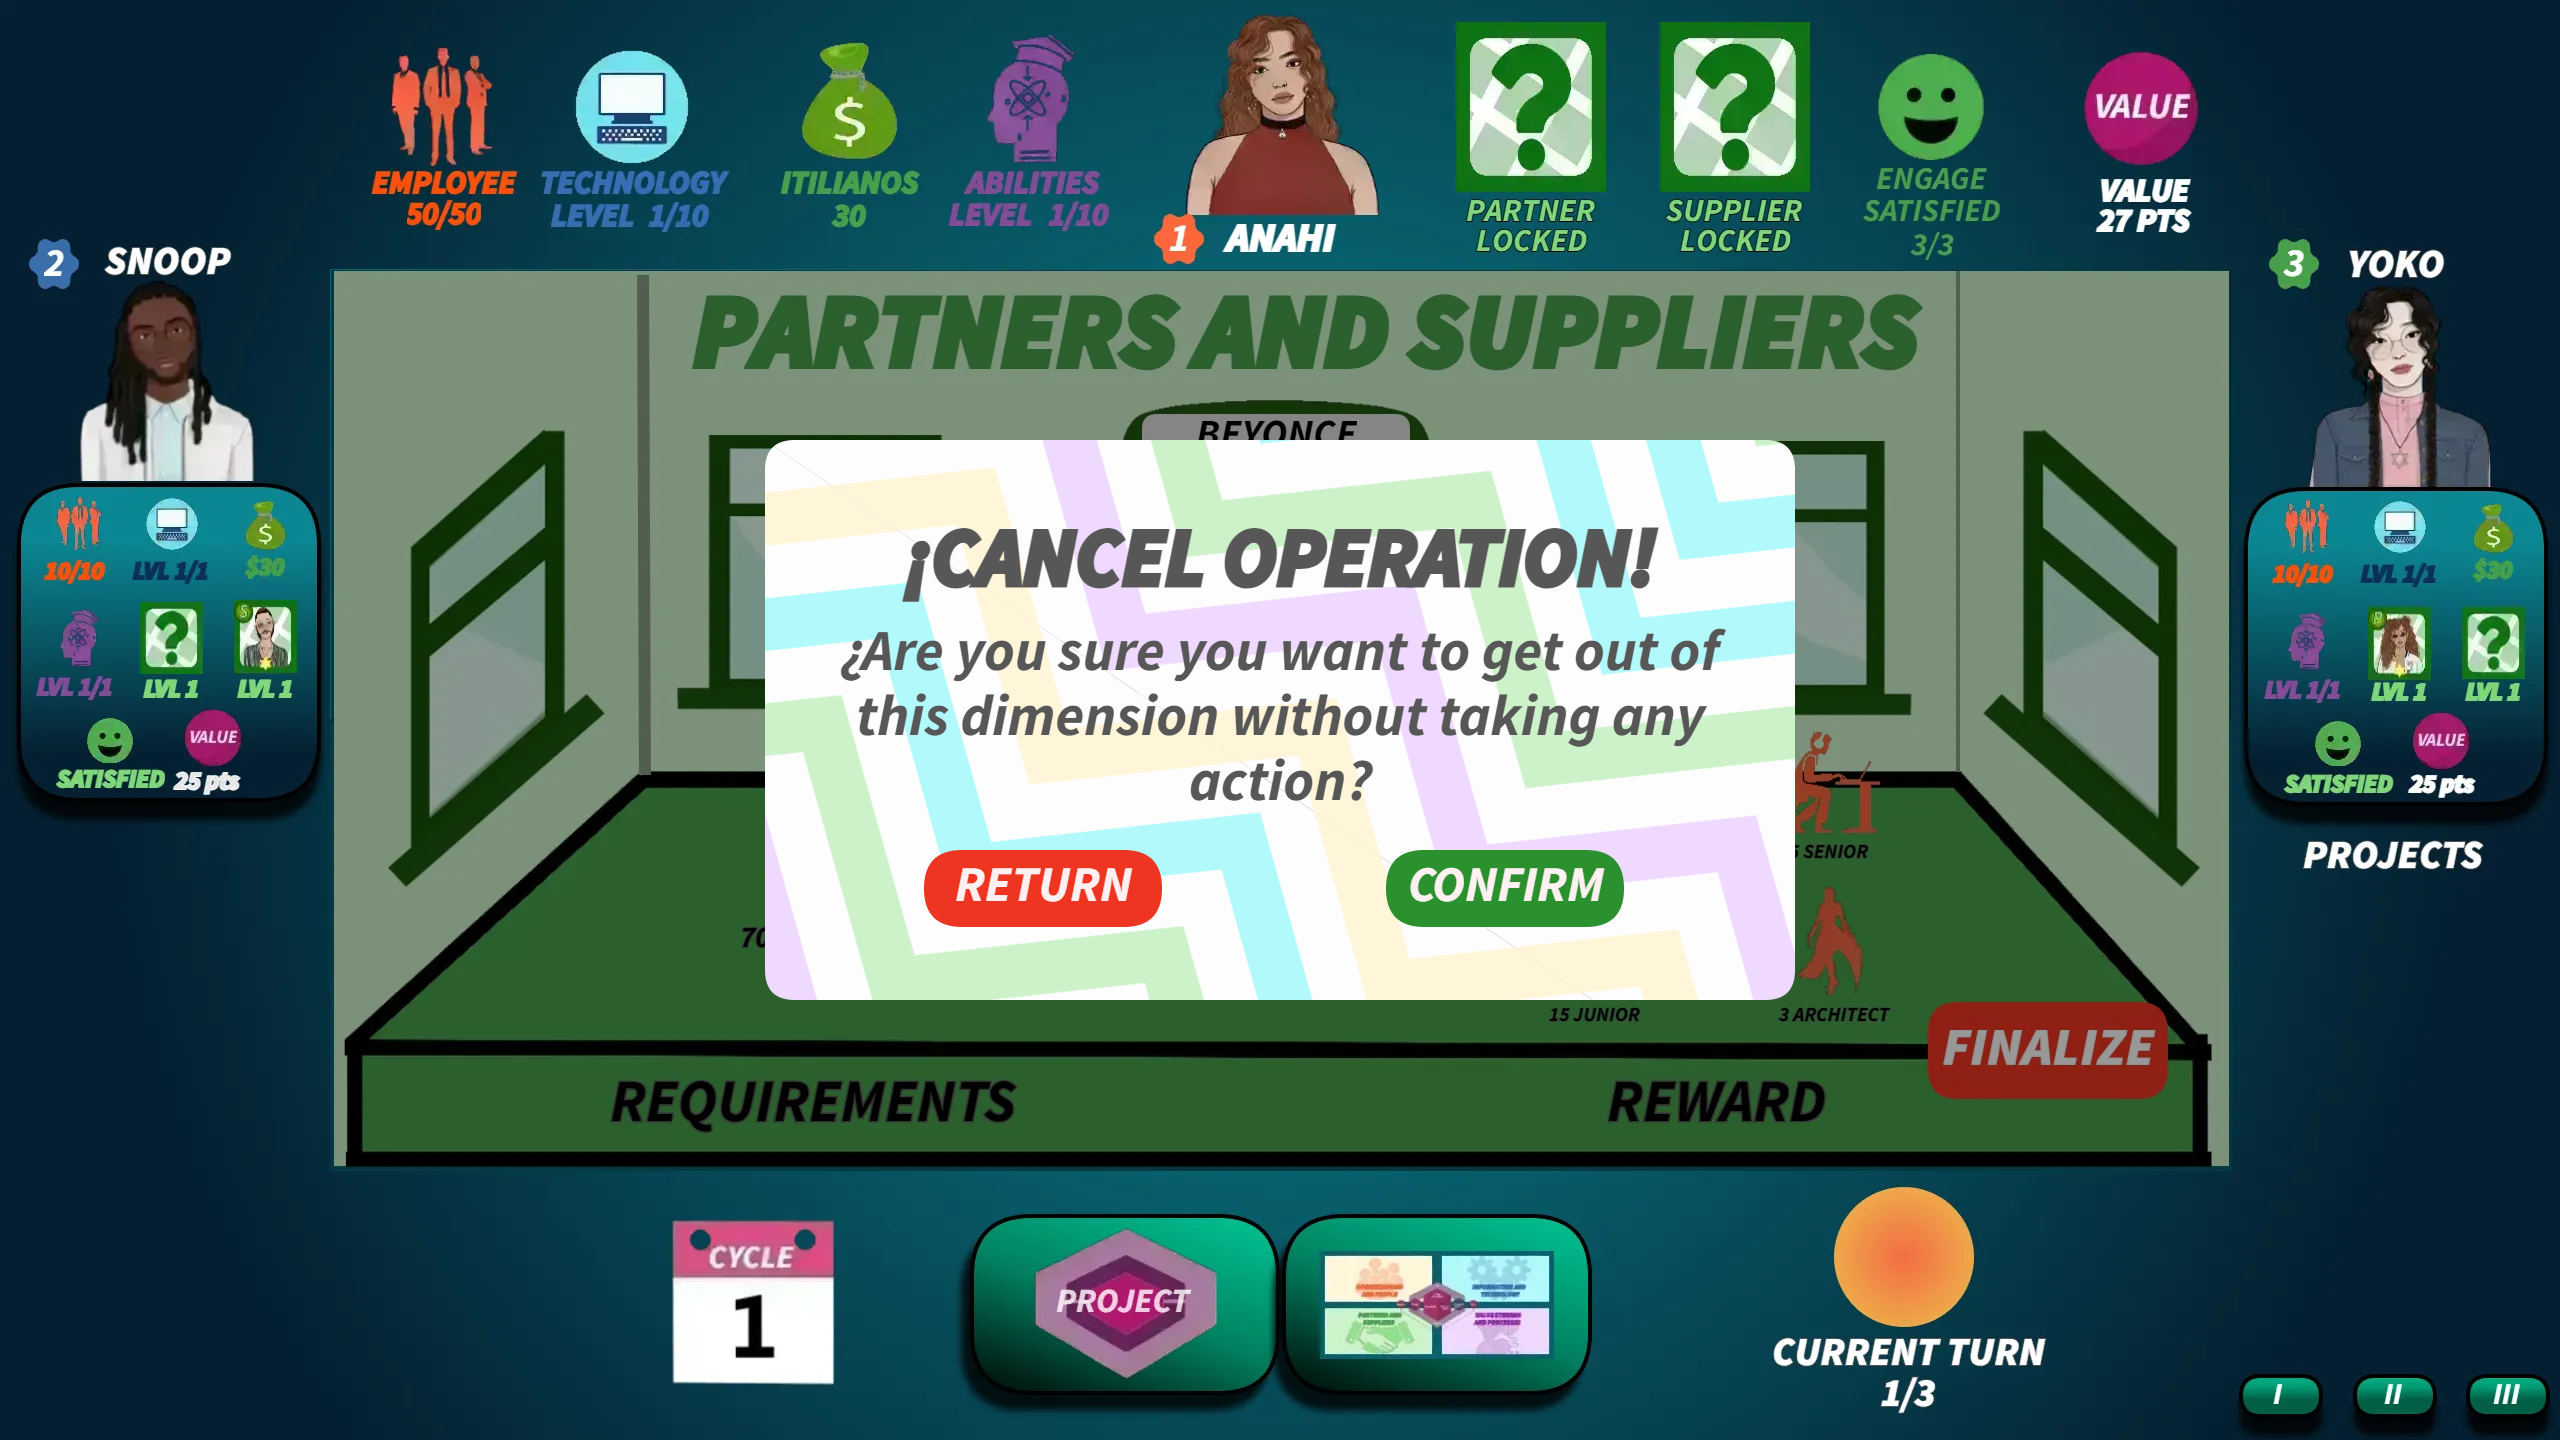 EMPLOYEE
50/50
TECHNOLOGY
LEVEL 1/10
ITILIANOS
30
ABILITIES
LEVEL 1/10
1 ANAHI
PARTNER
LOCKED
SUPPLIER
LOCKED
ENGAGE
SATISFIED
3/3
VALUE
VALUE
27 PTS
2 SNOOP
10/10
LVL 1/1
$30
LVL 1/1
LVL 1
LVL 1
VALUE
SATISFIED
25 pts
3 YOKO
10/10
LVL 1/1
$30
LVL 1/1
LVL 1
LVL 1
VALUE
SATISFIED
25 pts
PROJECTS
PARTNERS AND SUPPLIERS
BEYONCE
¡CANCEL OPERATION!
¿Are you sure you want to get out of
this dimension without taking any
action?
RETURN
CONFIRM
SENIOR
70
15 JUNIOR
3 ARCHITECT
FINALIZE
REQUIREMENTS
REWARD
CYCLE
1
PROJECT
CURRENT TURN
1/3
I
II
III